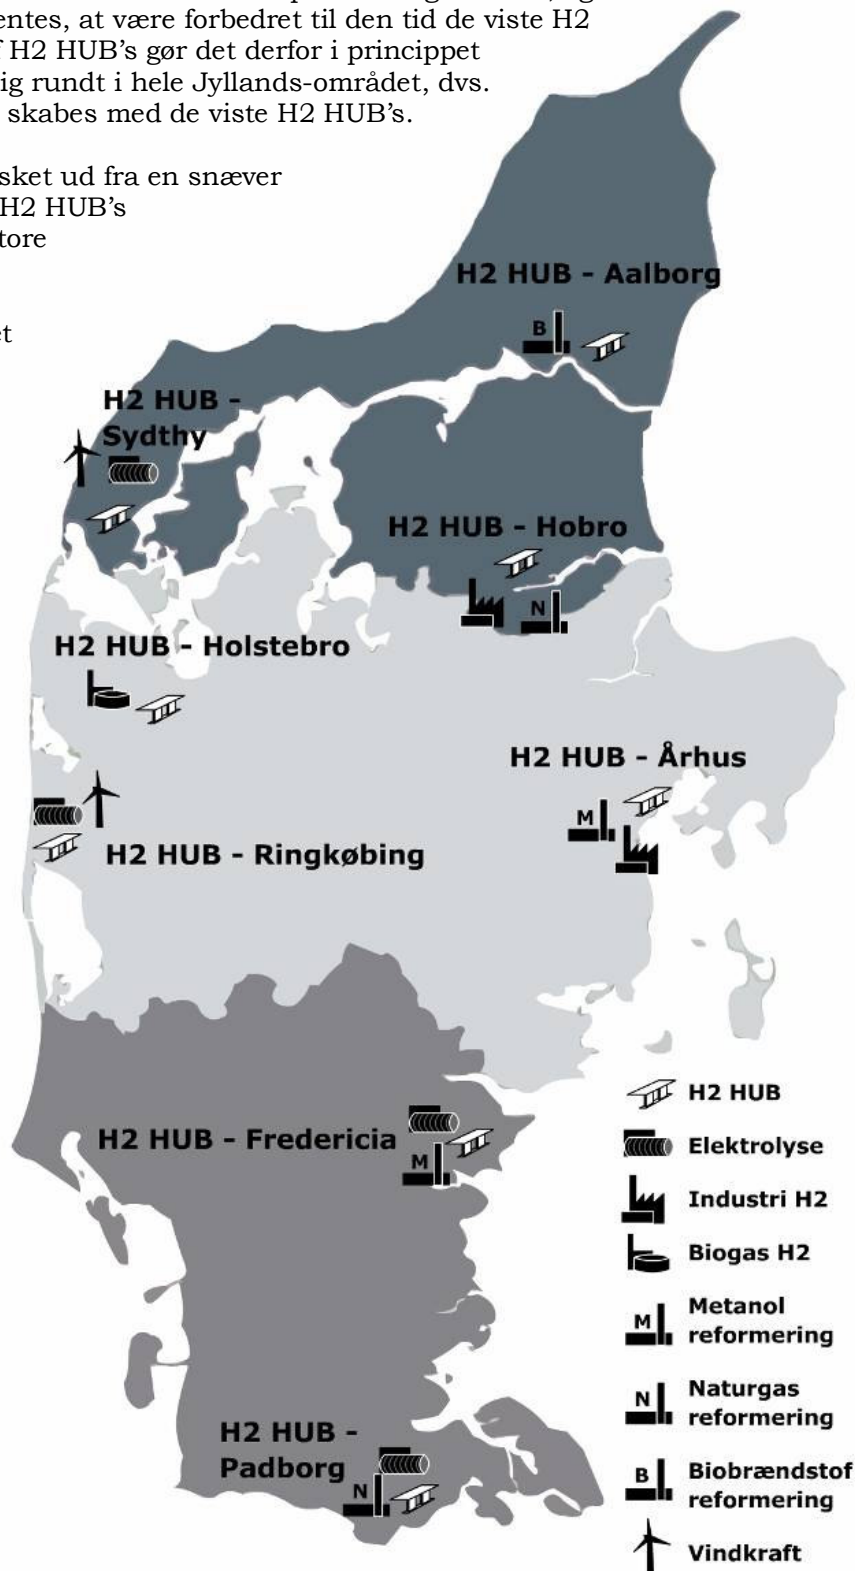 entes, at være forbedret til den tid de viste H2
H2 HUB's gør det derfor i princippet
ig rundt i hele Jyllands-området, dvs.
skabes med de viste H2 HUB's.
sket ud fra en snæver
H2 HUB's
tore
et
H2 HUB - Aalborg
B
H2 HUB -
Sydthy
H2 HUB - Hobro
N
H2 HUB - Holstebro
H2 HUB - Århus
M
H2 HUB - Ringkøbing
H2 HUB - Fredericia
M
H2 HUB -
Padborg
N
H2 HUB
Elektrolyse
Industri H2
Biogas H2
M
Metanol
reformering
N
Naturgas
reformering
B
Biobrændstof
reformering
Vindkraft